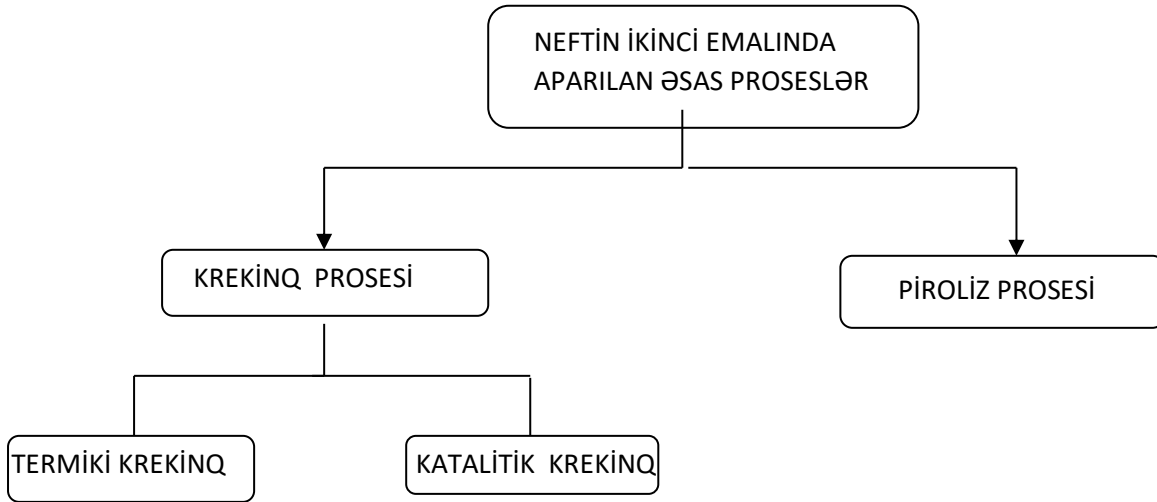 NEFTİN İKİNCİ EMALINDA
APARILAN ƏSAS PROSESLƏR
KREKİNQ PROSESİ
PİROLİZ PROSESİ
TERMİKİ KREKİNQ
KATALİTİK KREKİNQ